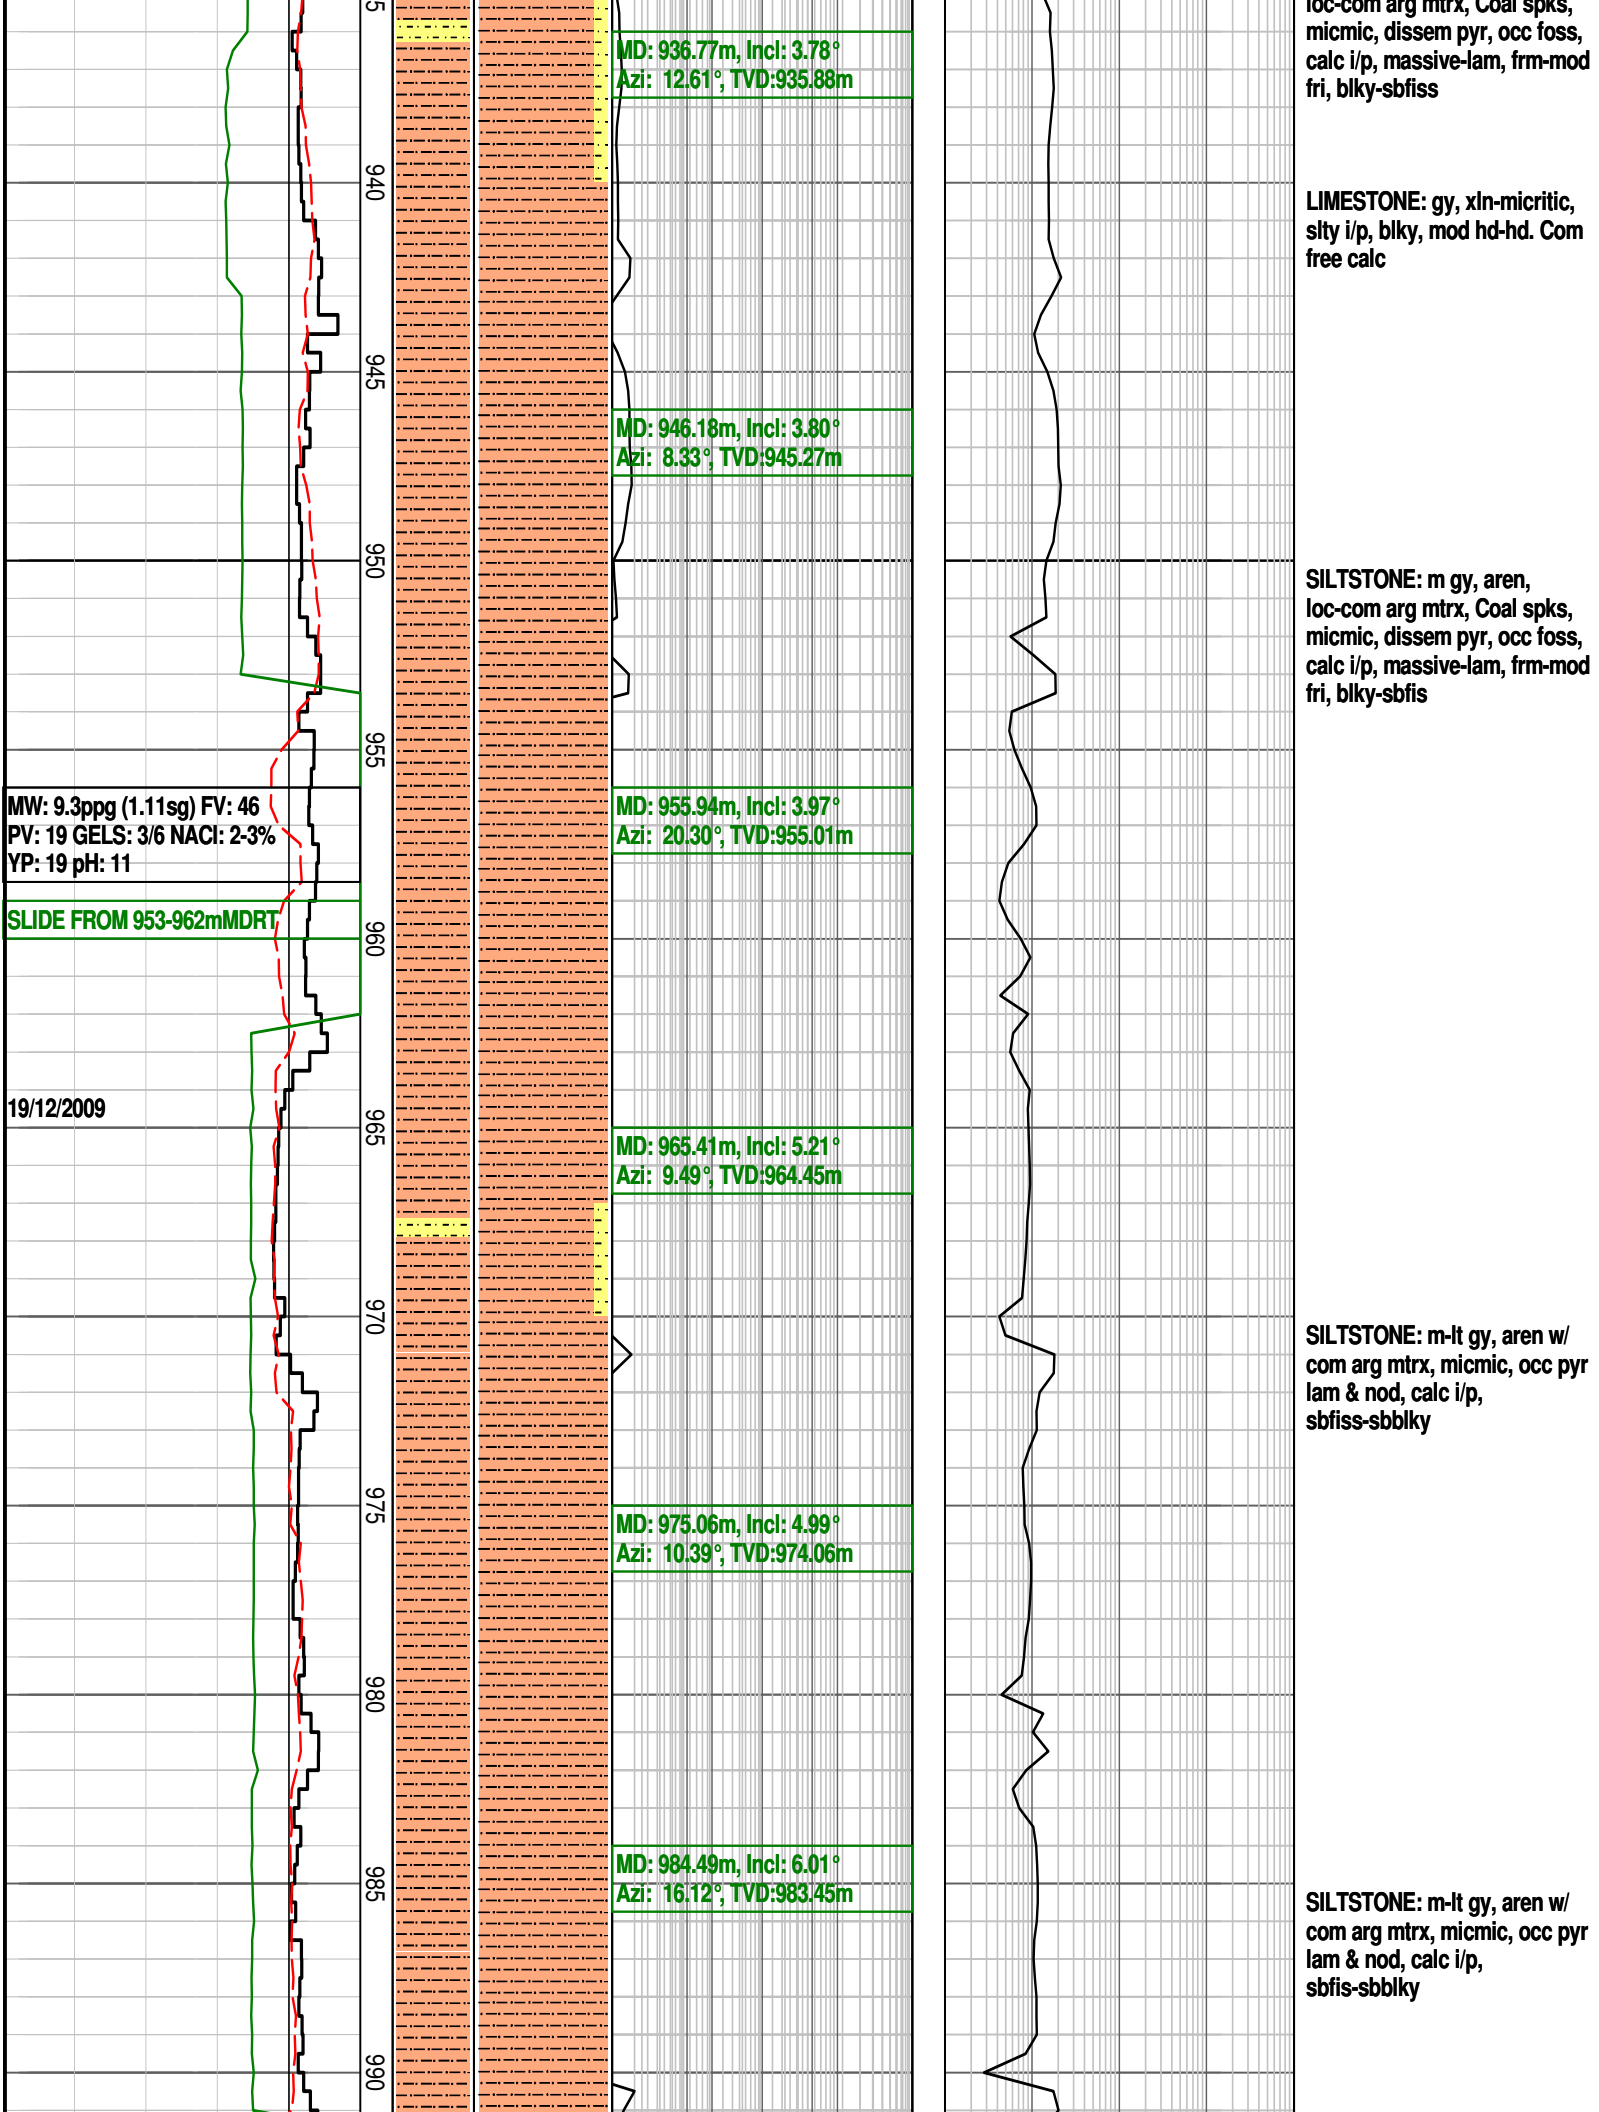 loc-com arg mtrx, Coal spks,
micmic, dissem pyr, occ foss,
calc i/p, massive-lam, frm-mod
fri, blky-sbfiss
MD: 936.77m, Incl: 3.78°
Azi: 12.61°, TVD:935.88m
940
LIMESTONE: gy, xln-micritic,
slty i/p, blky, mod hd-hd. Com
free calc
945
MD: 946.18m, Incl: 3.80°
Azi: 8.33°, TVD:945.27m
950
SILTSTONE: m gy, aren,
loc-com arg mtrx, Coal spks,
micmic, dissem pyr, occ foss,
calc i/p, massive-lam, frm-mod
fri, blky-sbfis
955
MW: 9.3ppg (1.11sg) FV: 46
PV: 19 GELS: 3/6 NACl: 2-3%
YP: 19 pH: 11
MD: 955.94m, Incl: 3.97°
Azi: 20.30°, TVD:955.01m
SLIDE FROM 953-962mMDRT
960
19/12/2009
965
MD: 965.41m, Incl: 5.21°
Azi: 9.49°, TVD:964.45m
970
SILTSTONE: m-lt gy, aren w/
com arg mtrx, micmic, occ pyr
lam & nod, calc i/p,
sbfiss-sbblky
975
MD: 975.06m, Incl: 4.99°
Azi: 10.39°, TVD:974.06m
980
MD: 984.49m, Incl: 6.01°
Azi: 16.12°, TVD:983.45m
985
SILTSTONE: m-lt gy, aren w/
com arg mtrx, micmic, occ pyr
lam & nod, calc i/p,
sbfis-sbblky
990